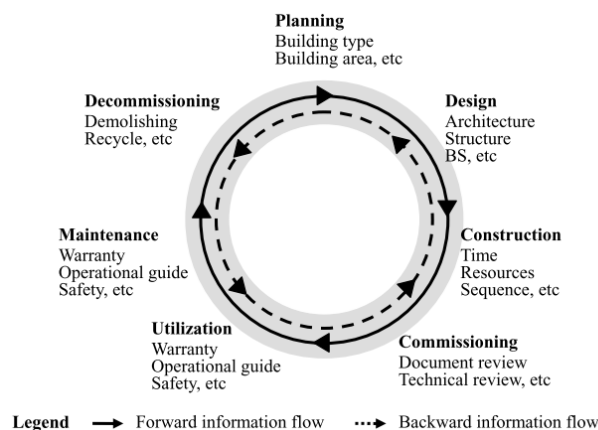 Planning
Building type
Building area, etc
Decommissioning
Demolishing
Recycle, etc
Design
Architecture
Structure
BS, etc
Maintenance
Warranty
Operational guide
Safety, etc
Construction
Time
Resources
Sequence, etc
Utilization
Warranty
Operational guide
Safety, etc
Commissioning
Document review
Technical review, etc
Legend Forward information flow Backward information flow